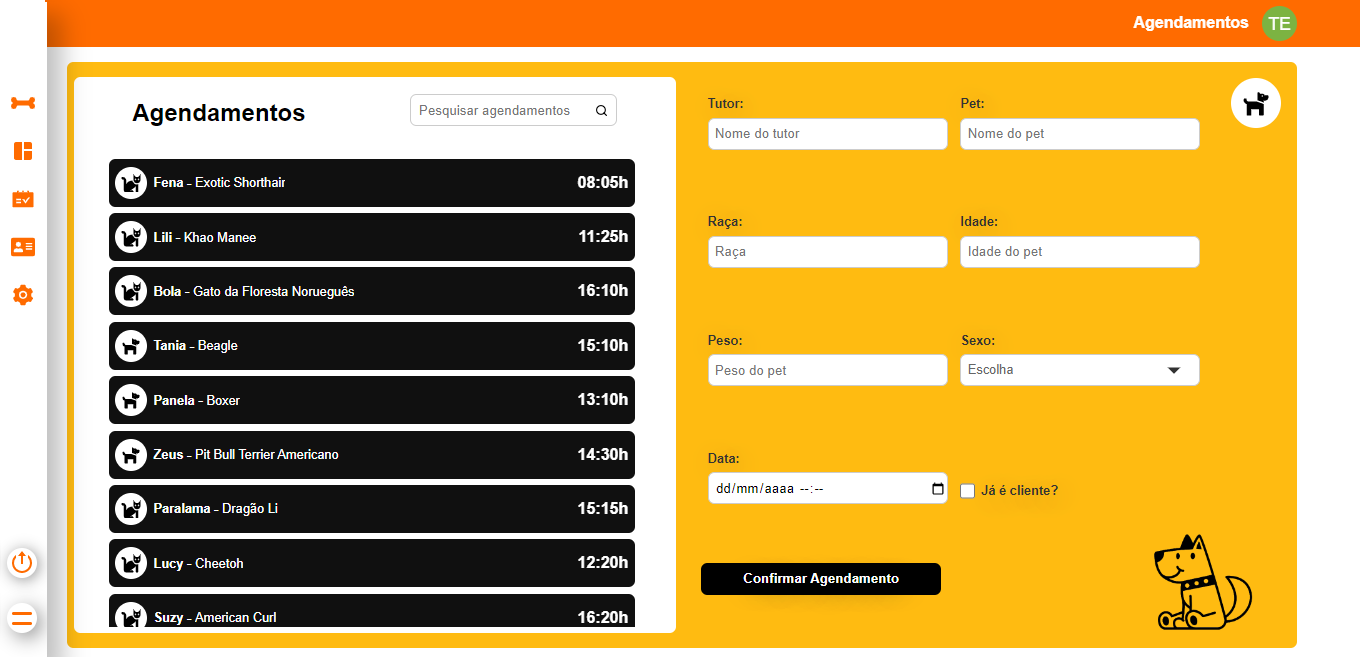 Agendamentos
TE
Agendamentos
Pesquisar agendamentos
Fena - Exotic Shorthair 08:05h
Lili - Khao Manee 11:25h
Bola - Gato da Floresta Norueguês 16:10h
Tania - Beagle 15:10h
Panela - Boxer 13:10h
Zeus - Pit Bull Terrier Americano 14:30h
Paralama - Dragão Li 15:15h
Lucy - Cheetoh 12:20h
Suzy - American Curl 16:20h
Tutor: Pet:
Nome do tutor Nome do pet
Raça: Idade:
Raça Idade do pet
Peso: Sexo:
Peso do pet Escolha
Data:
dd/mm/aaaa --:-- Já é cliente?
Confirmar Agendamento